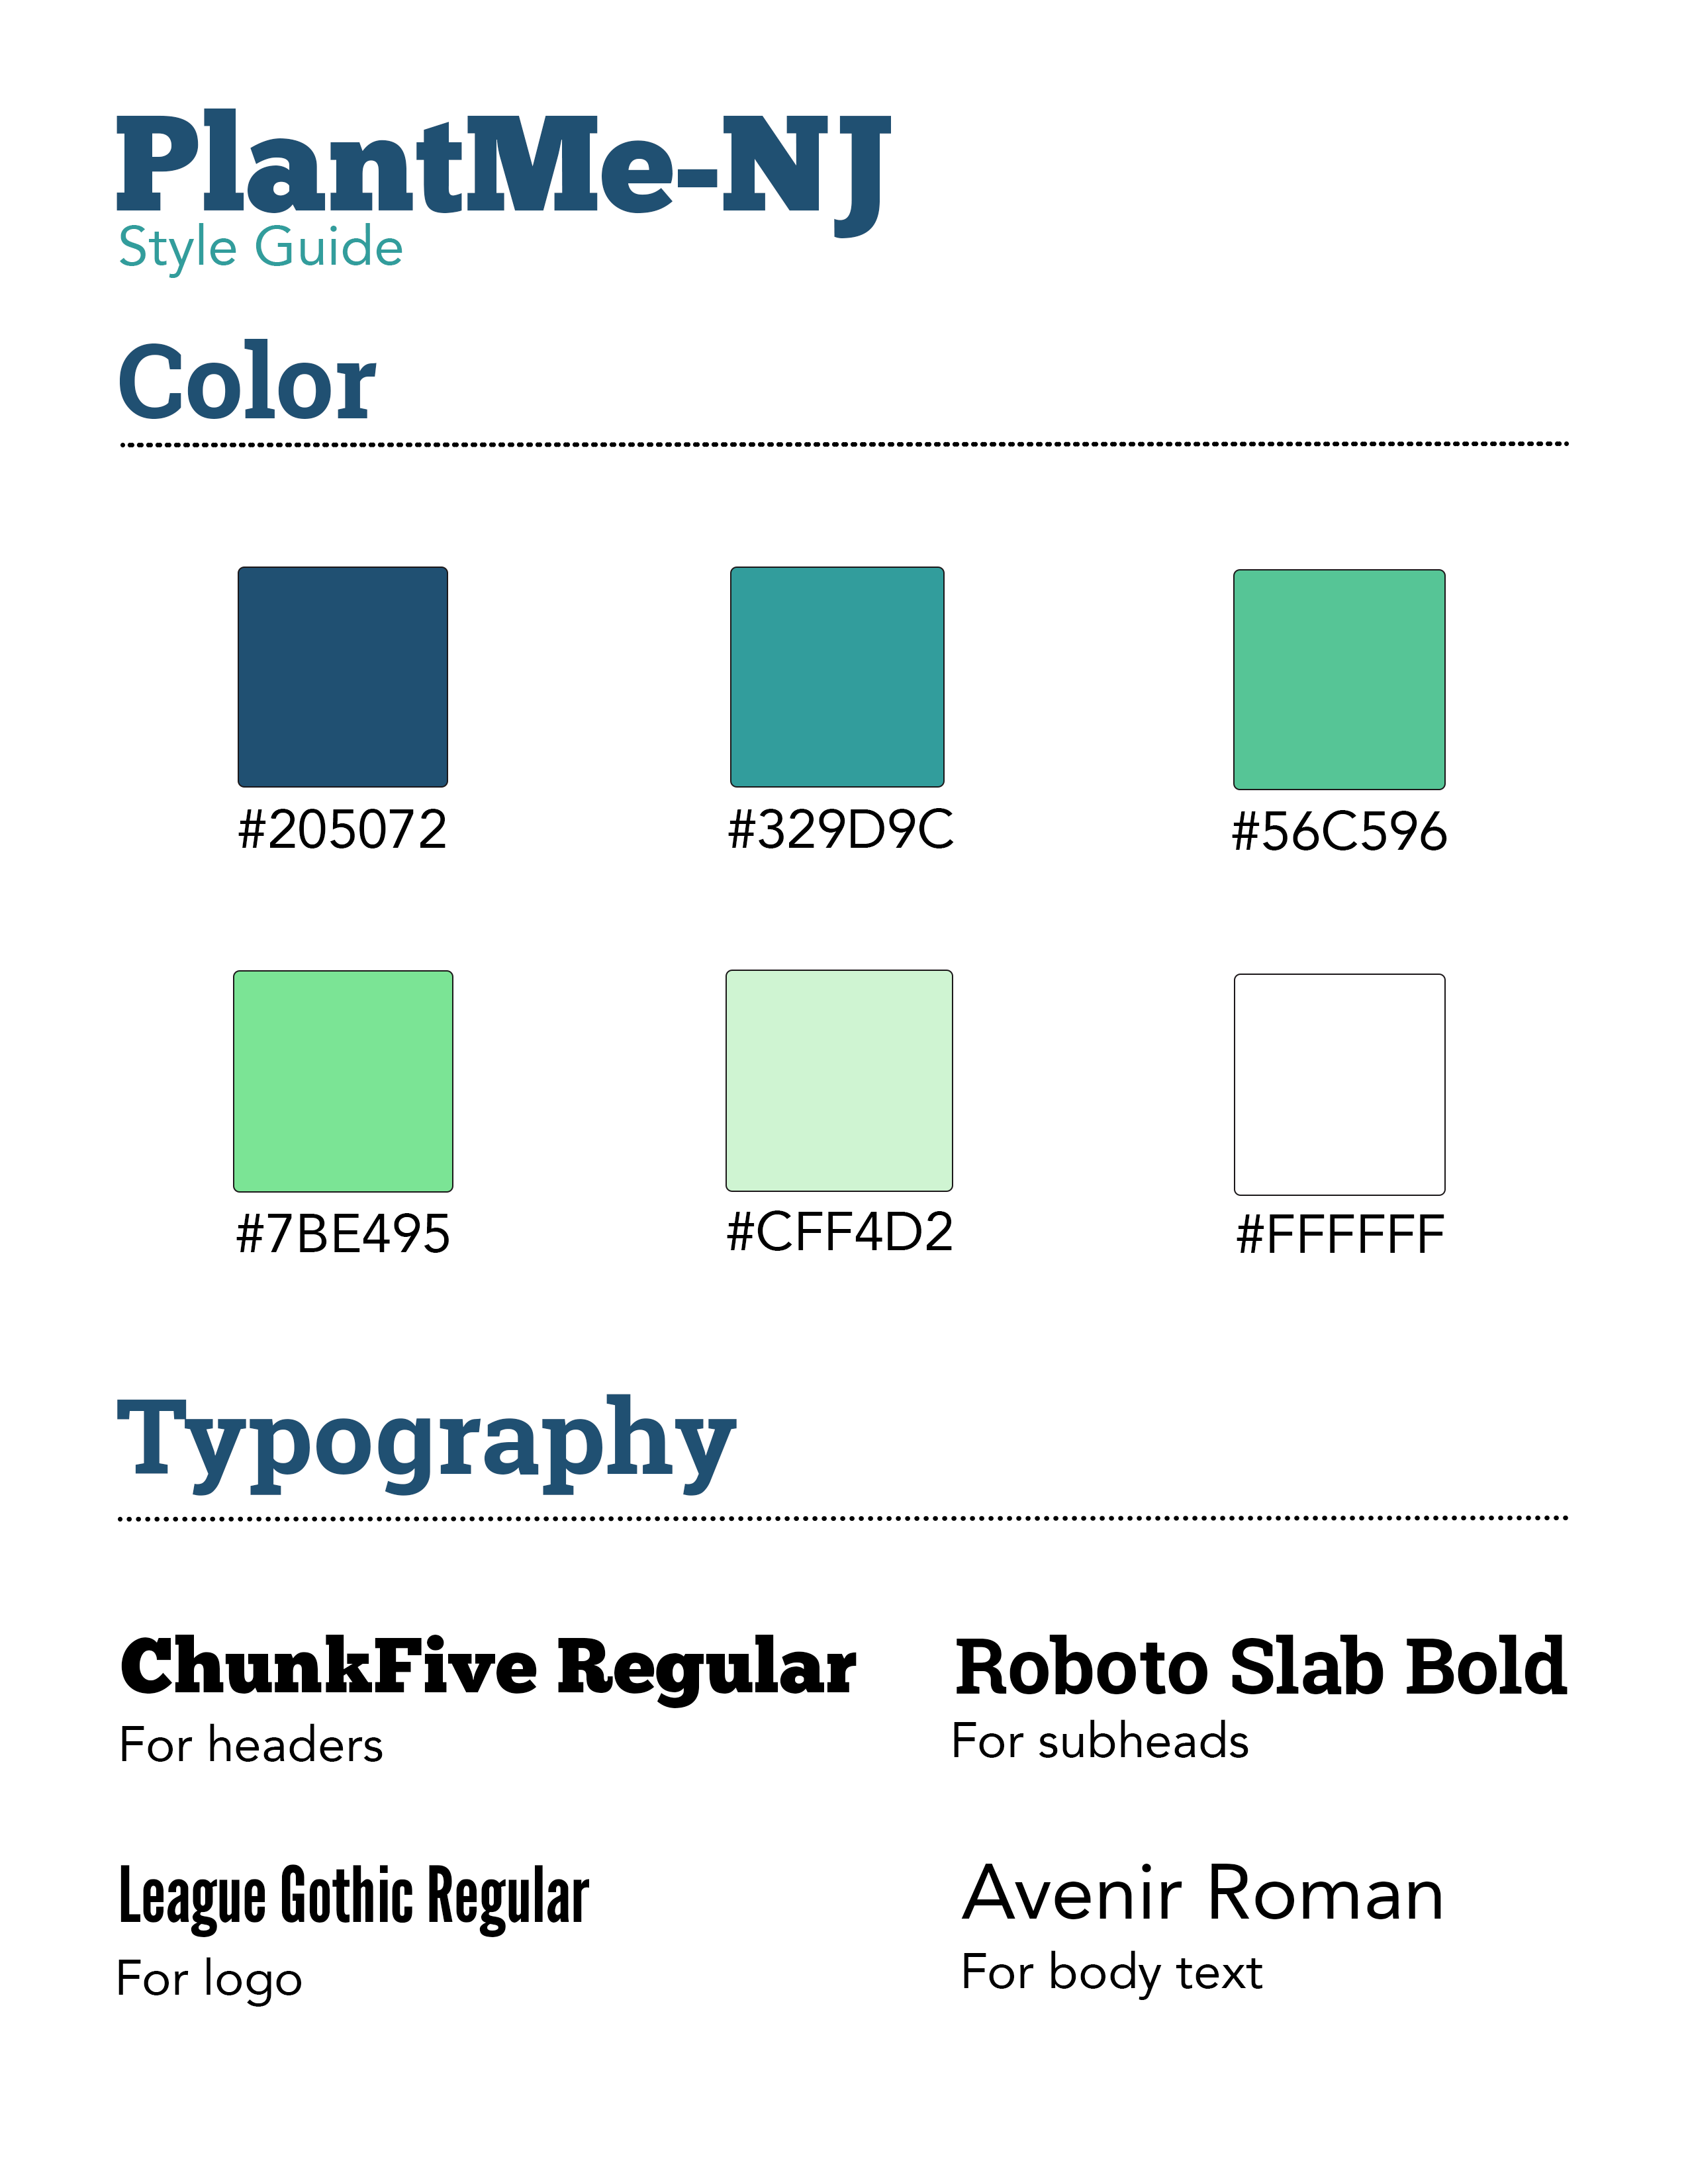 PlantMe-NJ
Style Guide
Color
#205072
#329D9C
#56C596
#7BE495
#CFF4D2
#FFFFFF
Typography
ChunkFive Regular
For headers
Roboto Slab Bold
For subheads
League Gothic Regular
For logo
Avenir Roman
For body text